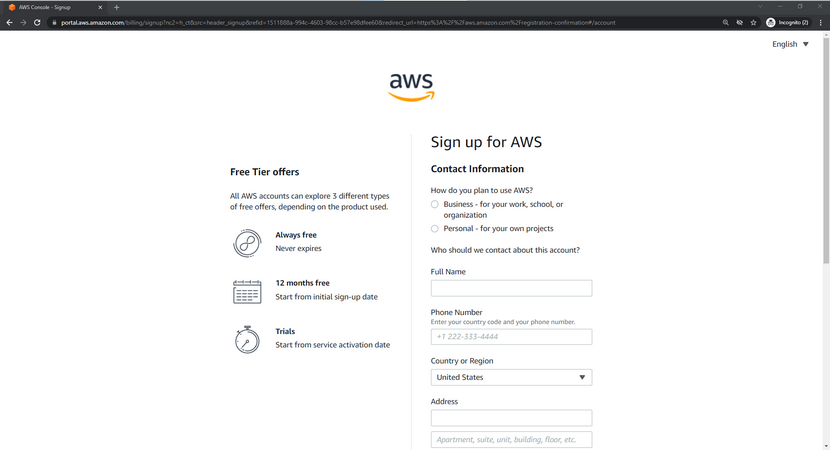 AWS Console - Signup
portal.aws.amazon.com/billing/signup?nc2=h_ct&src=header_signup&refid=1511888a-994c-4603-98cc-b57e98dfee60&redirect_url=https%3A%2F%2Faws.amazon.com%2Fregistration-confirmation#/account
Incognito (2)
English
aws
Sign up for AWS
Free Tier offers
All AWS accounts can explore 3 different types
of free offers, depending on the product used.
Always free
Never expires
12 months free
Start from initial sign-up date
Trials
Start from service activation date
Contact Information
How do you plan to use AWS?
Business - for your work, school, or
organization
Personal - for your own projects
Who should we contact about this account?
Full Name
Phone Number
Enter your country code and your phone number.
+1 222-333-4444
Country or Region
United States
Address
Apartment, suite, unit, building, floor, etc.